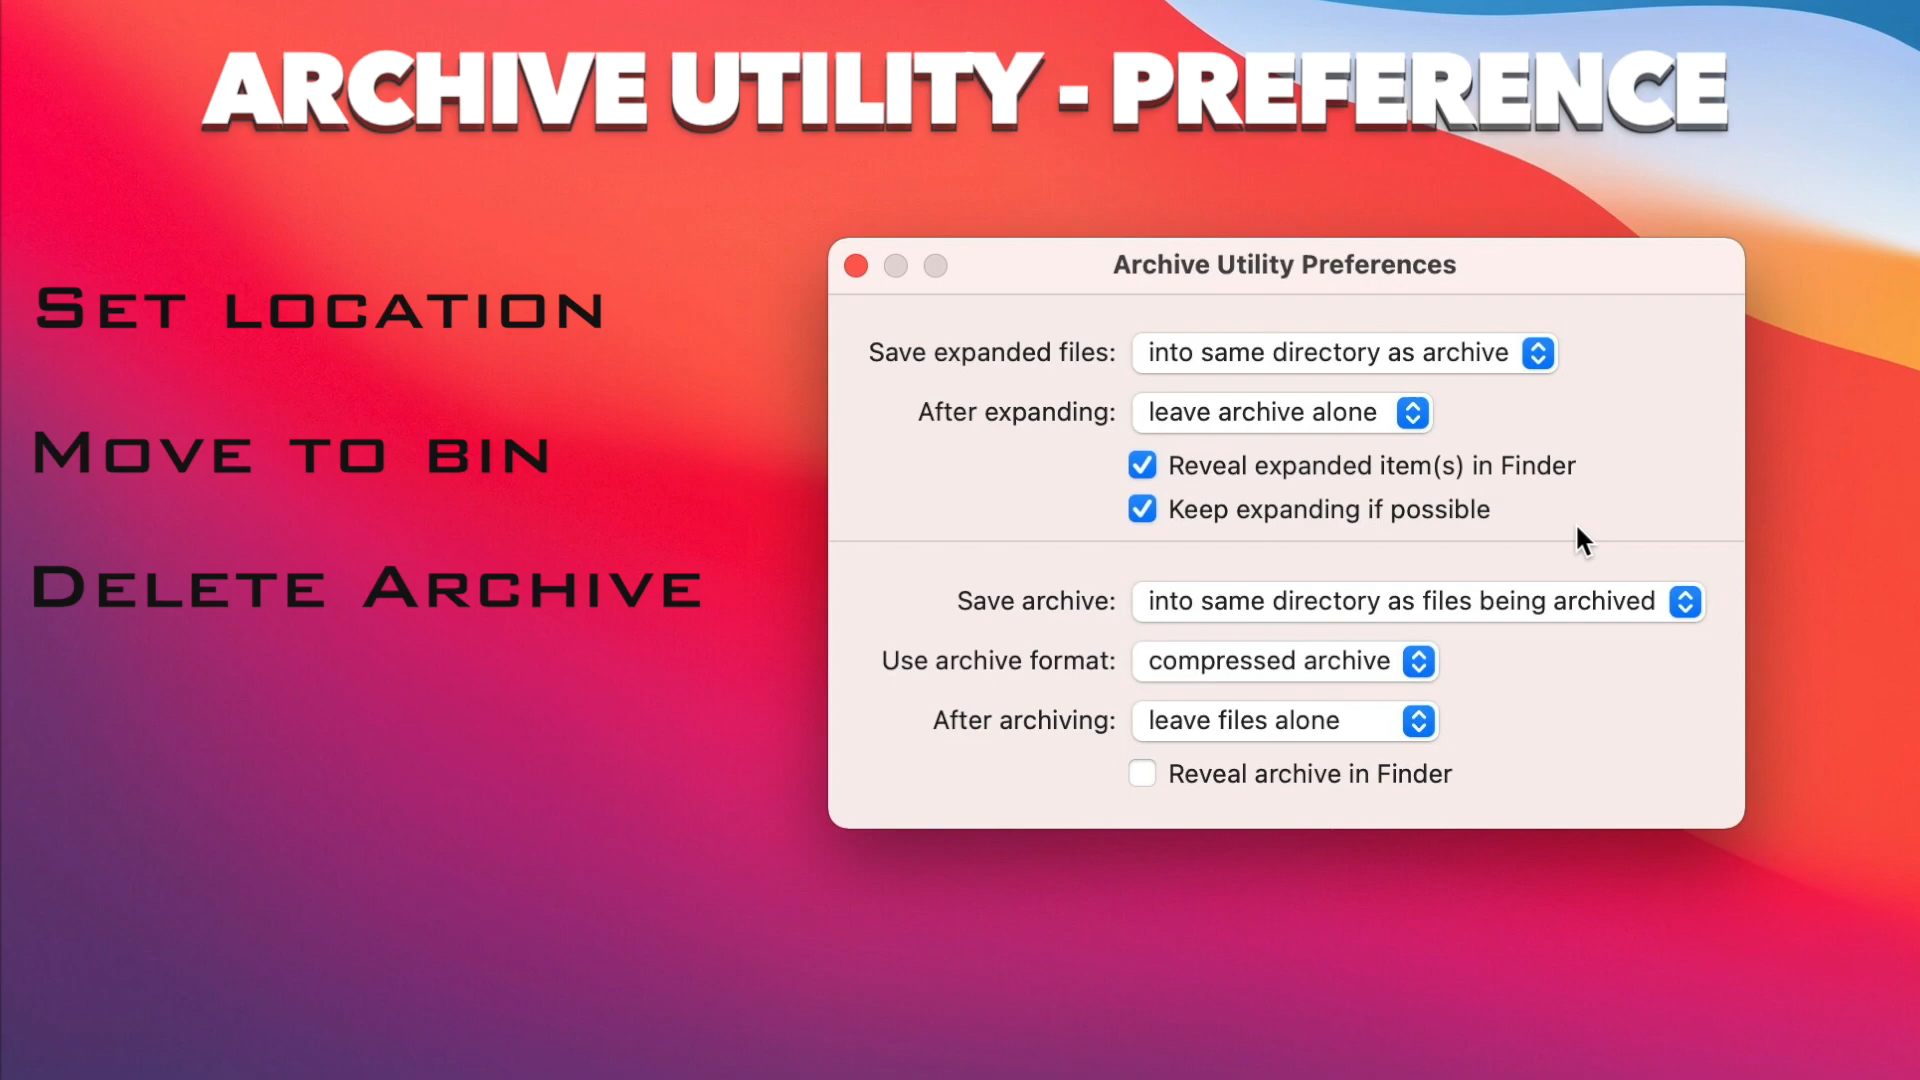 ARCHIVE UTILITY - PREFERENCE
Set location
Move to bin
Delete Archive
Archive Utility Preferences
Save expanded files: into same directory as archive
After expanding: leave archive alone
Reveal expanded item(s) in Finder
Keep expanding if possible
Save archive: into same directory as files being archived
Use archive format: compressed archive
After archiving: leave files alone
Reveal archive in Finder